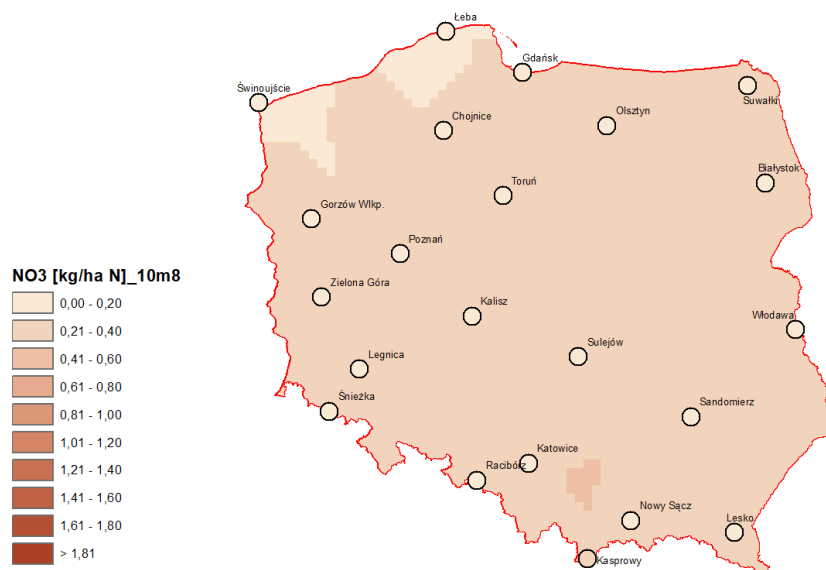 Łeba
Gdańsk
Świnoujście
Suwałki
Chojnice
Olsztyn
Białystok
Toruń
Gorzów Wlkp.
Poznań
NO3 [kg/ha N]_10m8
Zielona Góra
0,00 - 0,20
Kalisz
Włodawa
0,21 - 0,40
Sulejów
0,41 - 0,60
Legnica
0,61 - 0,80
Śnieżka
Sandomierz
0,81 - 1,00
1,01 - 1,20
Katowice
1,21 - 1,40
Racibórz
1,41 - 1,60
Nowy Sącz
Lesko
1,61 - 1,80
> 1,81
Kasprowy